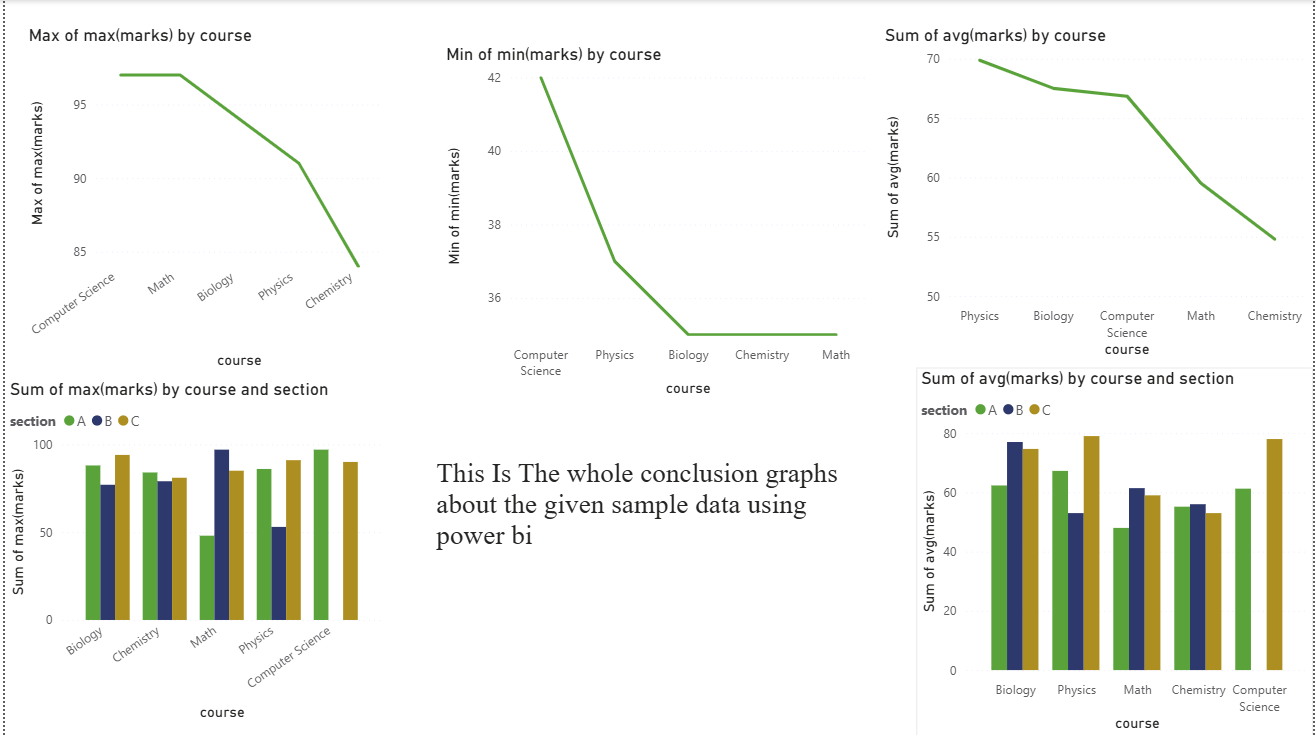 Max of max(marks) by course
Max of max(marks)
95
90
85
Computer Science
Math
Biology
Physics
Chemistry
course
Min of min(marks) by course
Min of min(marks)
42
40
38
36
Computer
Science
Physics
Biology
Chemistry
Math
course
Sum of avg(marks) by course
Sum of avg(marks)
70
65
60
55
50
Physics
Biology
Computer
Science
Math
Chemistry
course
Sum of max(marks) by course and section
section A B C
Sum of max(marks)
100
50
0
Biology
Chemistry
Math
Physics
Computer Science
course
This Is The whole conclusion graphs
about the given sample data using
power bi
Sum of avg(marks) by course and section
section A B C
Sum of avg(marks)
80
60
40
20
0
Biology
Physics
Math
Chemistry
Computer
Science
course